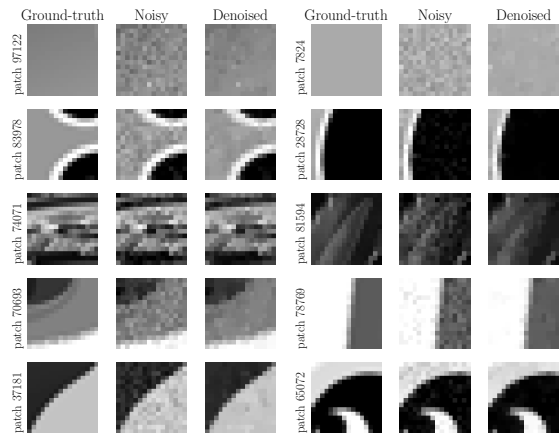 Ground-truth Noisy Denoised Ground-truth Noisy Denoised
patch 97122 patch 7824
patch 83978 patch 28728
patch 74071 patch 81594
patch 70693 patch 78769
patch 37181 patch 65072